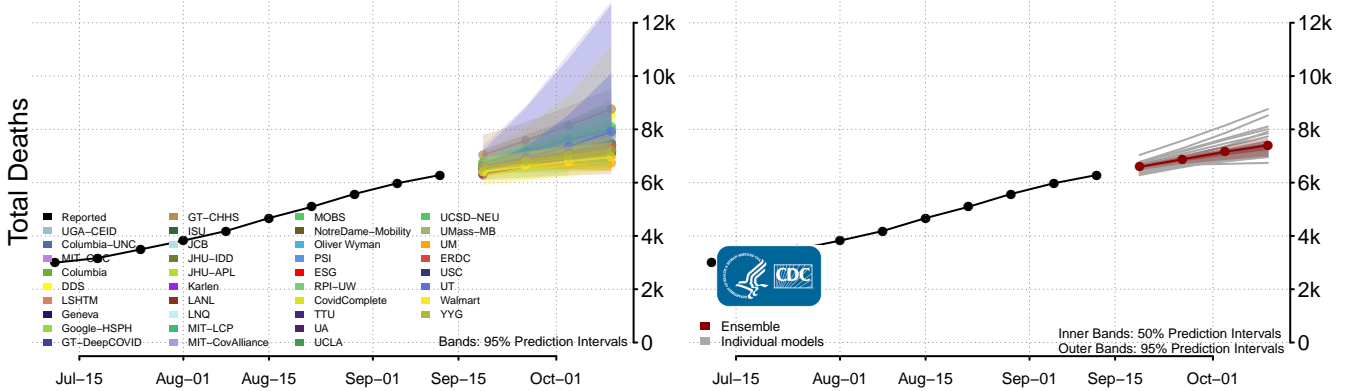 Total Deaths
12k
10k
8k
6k
4k
2k
0
Reported
UGA−CEID
Columbia−UNC
Columbia
DDS
LSHTM
Geneva
Google−HSPH
GT−DeepCOVID
GT−CHHS
ISU
JCB
JHU−IDD
JHU−APL
Karlen
LANL
LNQ
MIT−LCP
MIT−CovAlliance
MOBS
NotreDame−Mobility
Oliver Wyman
PSI
ESG
RPI−UW
CovidComplete
TTU
UA
UCLA
UCSD−NEU
UMass−MB
UM
ERDC
USC
UT
Walmart
YYG
Bands: 95% Prediction Intervals
Jul−15
Aug−01
Aug−15
Sep−01
Sep−15
Oct−01
12k
10k
8k
6k
4k
2k
0
CDC
Ensemble
Individual models
Inner Bands: 50% Prediction Intervals
Outer Bands: 95% Prediction Intervals
Jul−15
Aug−01
Aug−15
Sep−01
Sep−15
Oct−01